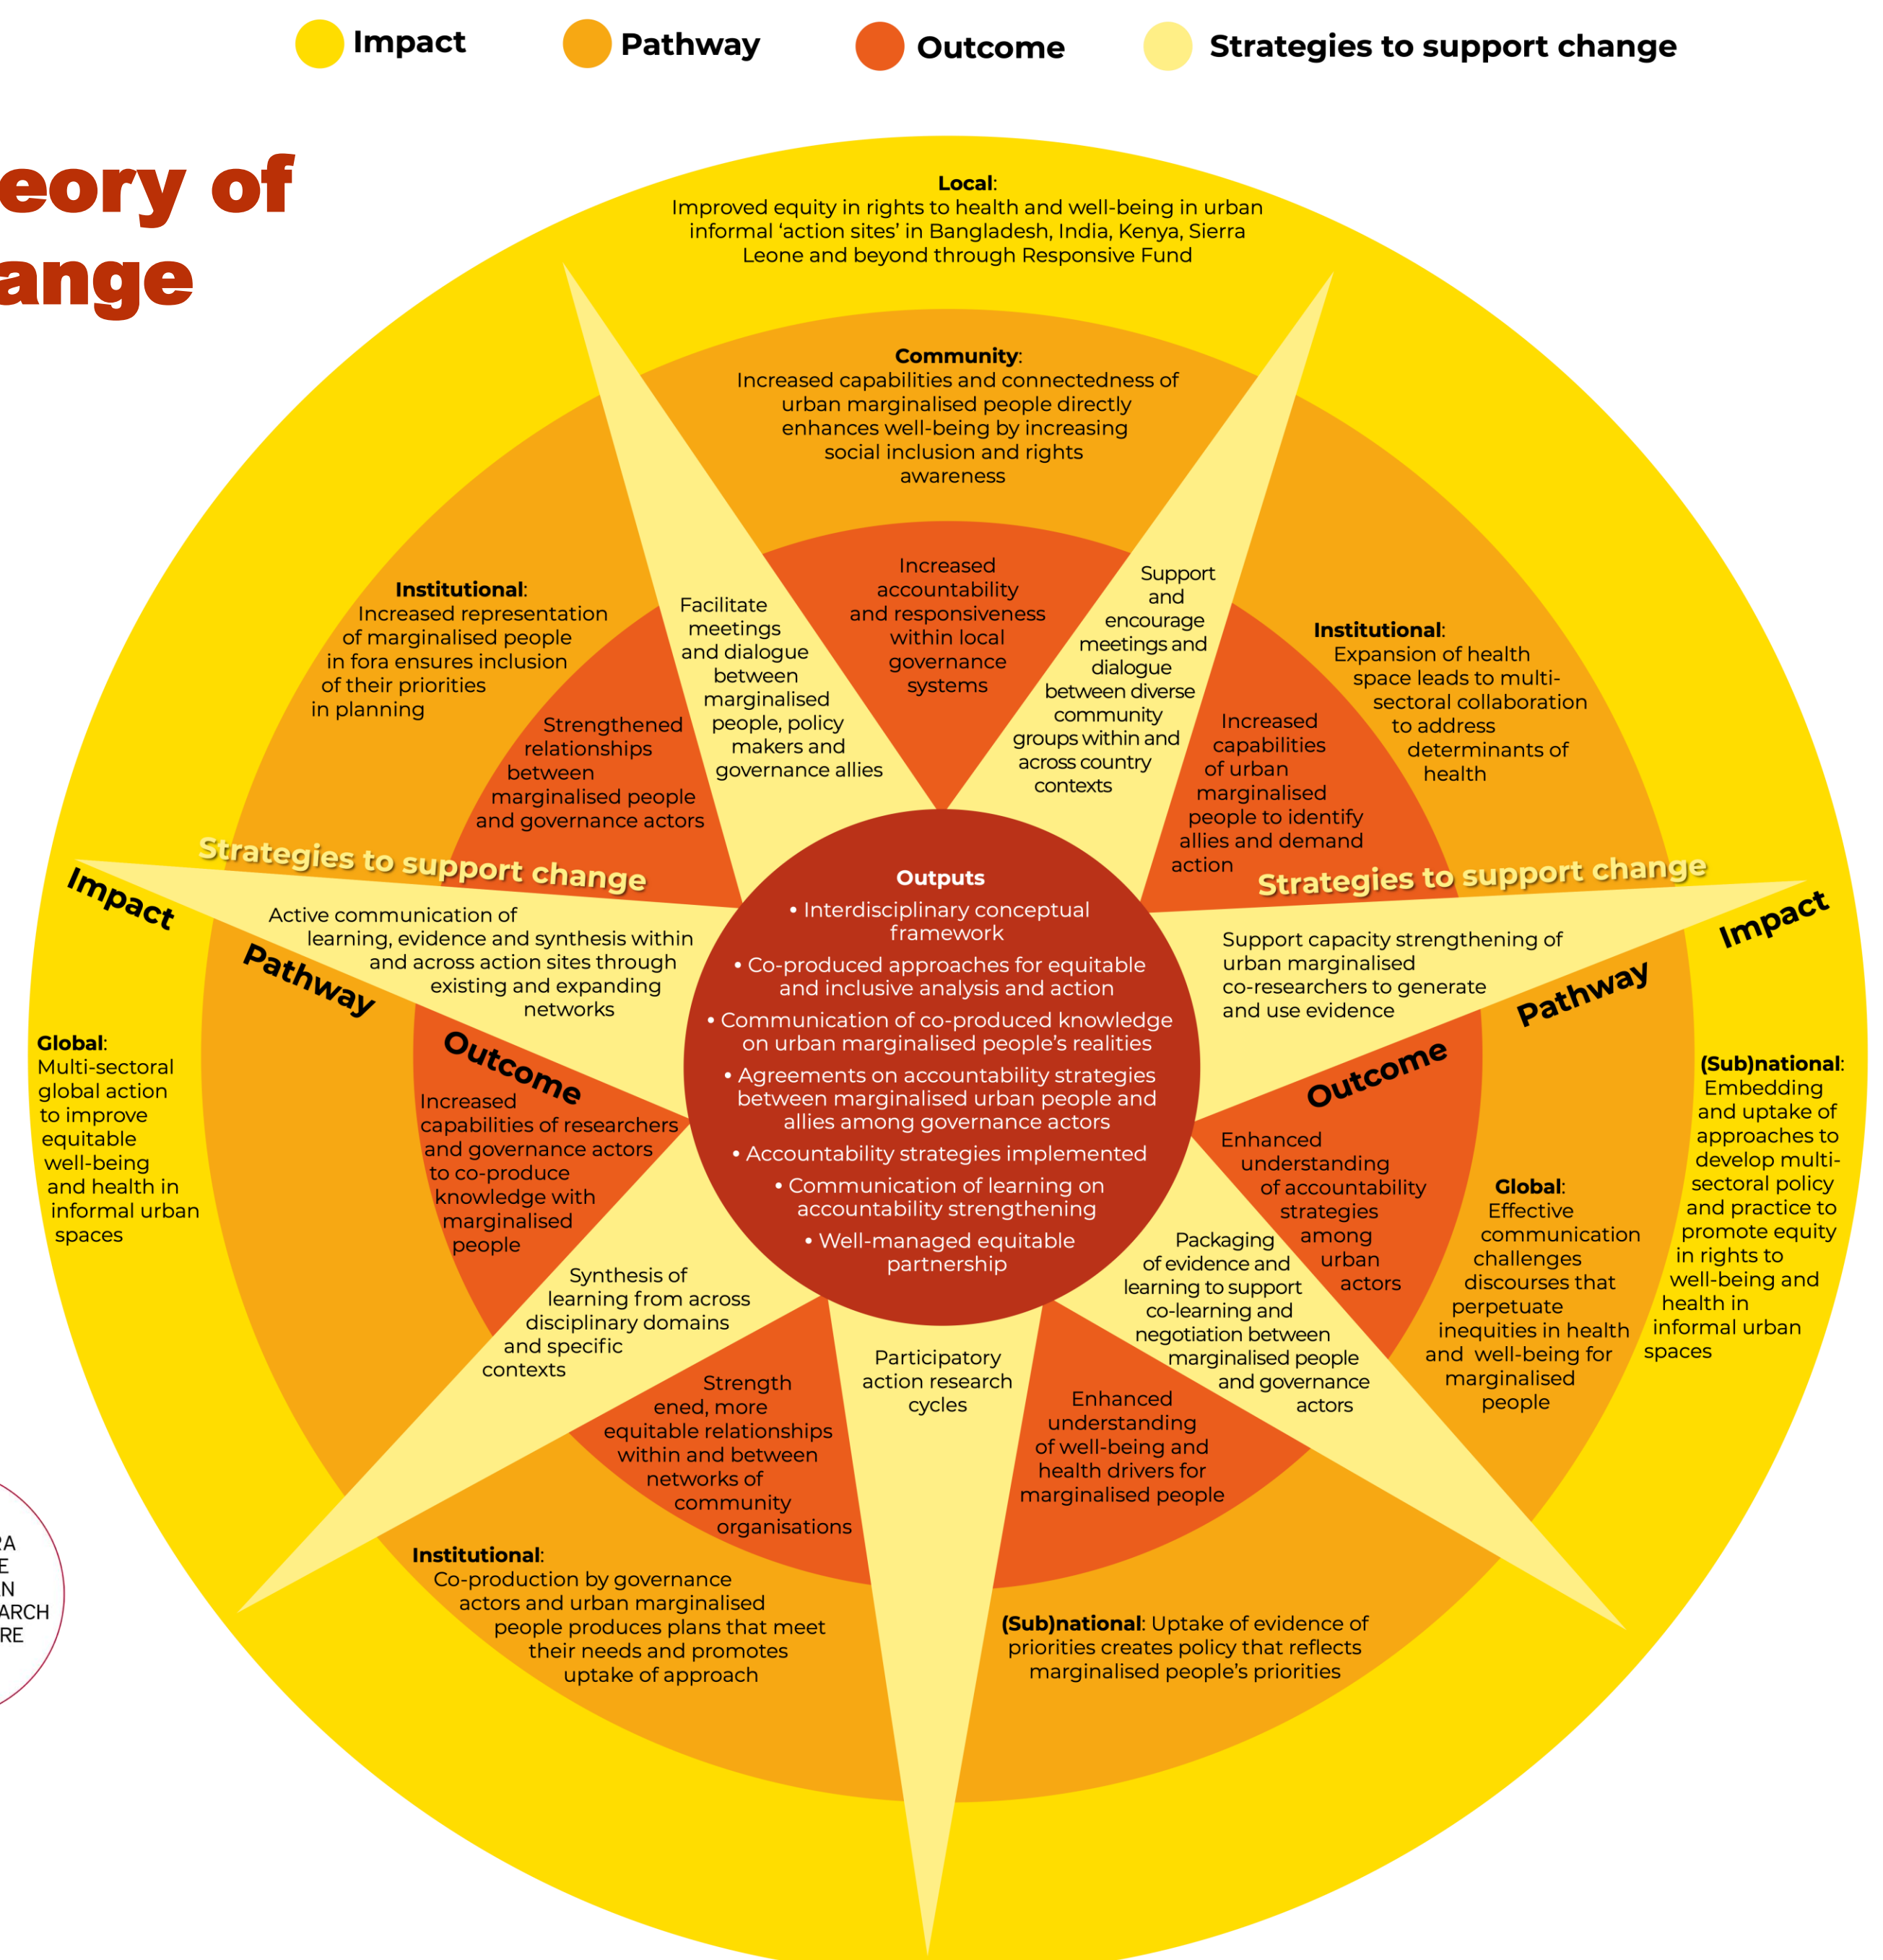 Impact
Pathway
Outcome
Strategies to support change
eory of
ange
Local:
Improved equity in rights to health and well-being in urban
informal ‘action sites’ in Bangladesh, India, Kenya, Sierra
Leone and beyond through Responsive Fund
Community:
Increased capabilities and connectedness of
urban marginalised people directly
enhances well-being by increasing
social inclusion and rights
awareness
Increased
accountability
and responsiveness
within local
governance
systems
Support
and
encourage
meetings and
dialogue
between diverse
community
groups within and
across country
contexts
Institutional:
Expansion of health
space leads to multi-
sectoral collaboration
to address
determinants of
health
Increased
capabilities
of urban
marginalised
people to identify
allies and demand
action
Strategies to support change
Impact
Pathway
Outcome
Support capacity strengthening of
urban marginalised
co-researchers to generate
and use evidence
(Sub)national:
Embedding
and uptake of
approaches to
develop multi-
sectoral policy
and practice to
promote equity
in rights to
well-being and
health in
informal urban
spaces
Global:
Effective
communication
challenges
discourses that
perpetuate
inequities in health
and well-being for
marginalised
people
Enhanced
understanding
of accountability
strategies
among
urban
actors
Packaging
of evidence and
learning to support
co-learning and
negotiation between
marginalised people
and governance
actors
Enhanced
understanding
of well-being and
health drivers for
marginalised people
(Sub)national: Uptake of evidence of
priorities creates policy that reflects
marginalised people’s priorities
Participatory
action research
cycles
Strength
ened, more
equitable relationships
within and between
networks of
community
organisations
Institutional:
Co-production by governance
actors and urban marginalised
people produces plans that meet
their needs and promotes
uptake of approach
Synthesis of
learning from across
disciplinary domains
and specific
contexts
Increased
capabilities of researchers
and governance actors
to co-produce
knowledge with
marginalised
people
Global:
Multi-sectoral
global action
to improve
equitable
well-being
and health in
informal urban
spaces
Impact
Pathway
Outcome
Active communication of
learning, evidence and synthesis within
and across action sites through
existing and expanding
networks
Strategies to support change
Strengthened
relationships
between
marginalised people
and governance actors
Institutional:
Increased representation
of marginalised people
in fora ensures inclusion
of their priorities
in planning
Facilitate
meetings
and dialogue
between
marginalised
people, policy
makers and
governance allies
Outputs
• Interdisciplinary conceptual
framework
• Co-produced approaches for equitable
and inclusive analysis and action
• Communication of co-produced knowledge
on urban marginalised people’s realities
• Agreements on accountability strategies
between marginalised urban people and
allies among governance actors
• Accountability strategies implemented
• Communication of learning on
accountability strengthening
• Well-managed equitable
partnership
RA
E
N
ARCH
RE